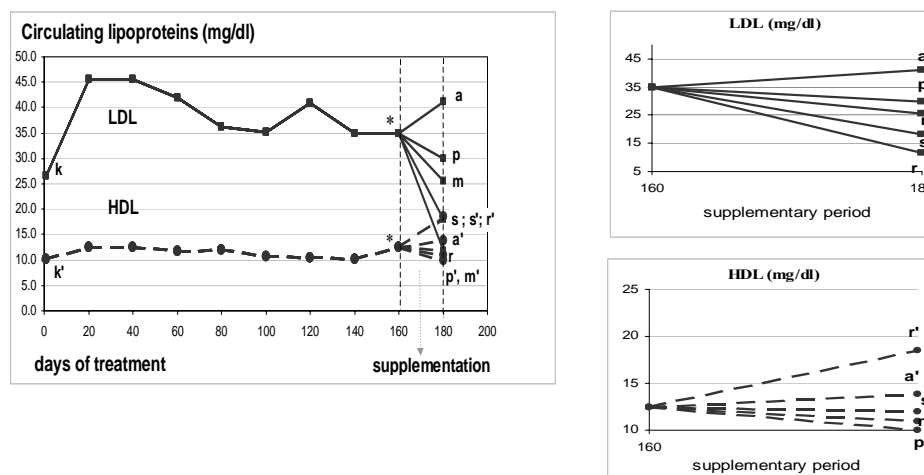 Circulating lipoproteins (mg/dl)
50.0
45.0
40.0
35.0
30.0
25.0
20.0
15.0
10.0
5.0
0.0
LDL
HDL
k
k'
*
*
a
p
m
s ; s'; r'
a'
r
p', m'
0 20 40 60 80 100 120 140 160 180 200
days of treatment
supplementation
LDL (mg/dl)
45
35
25
15
5
a
p
s
r
160 18
supplementary period
HDL (mg/dl)
25
20
15
10
r'
a'
s
p
160
supplementary period